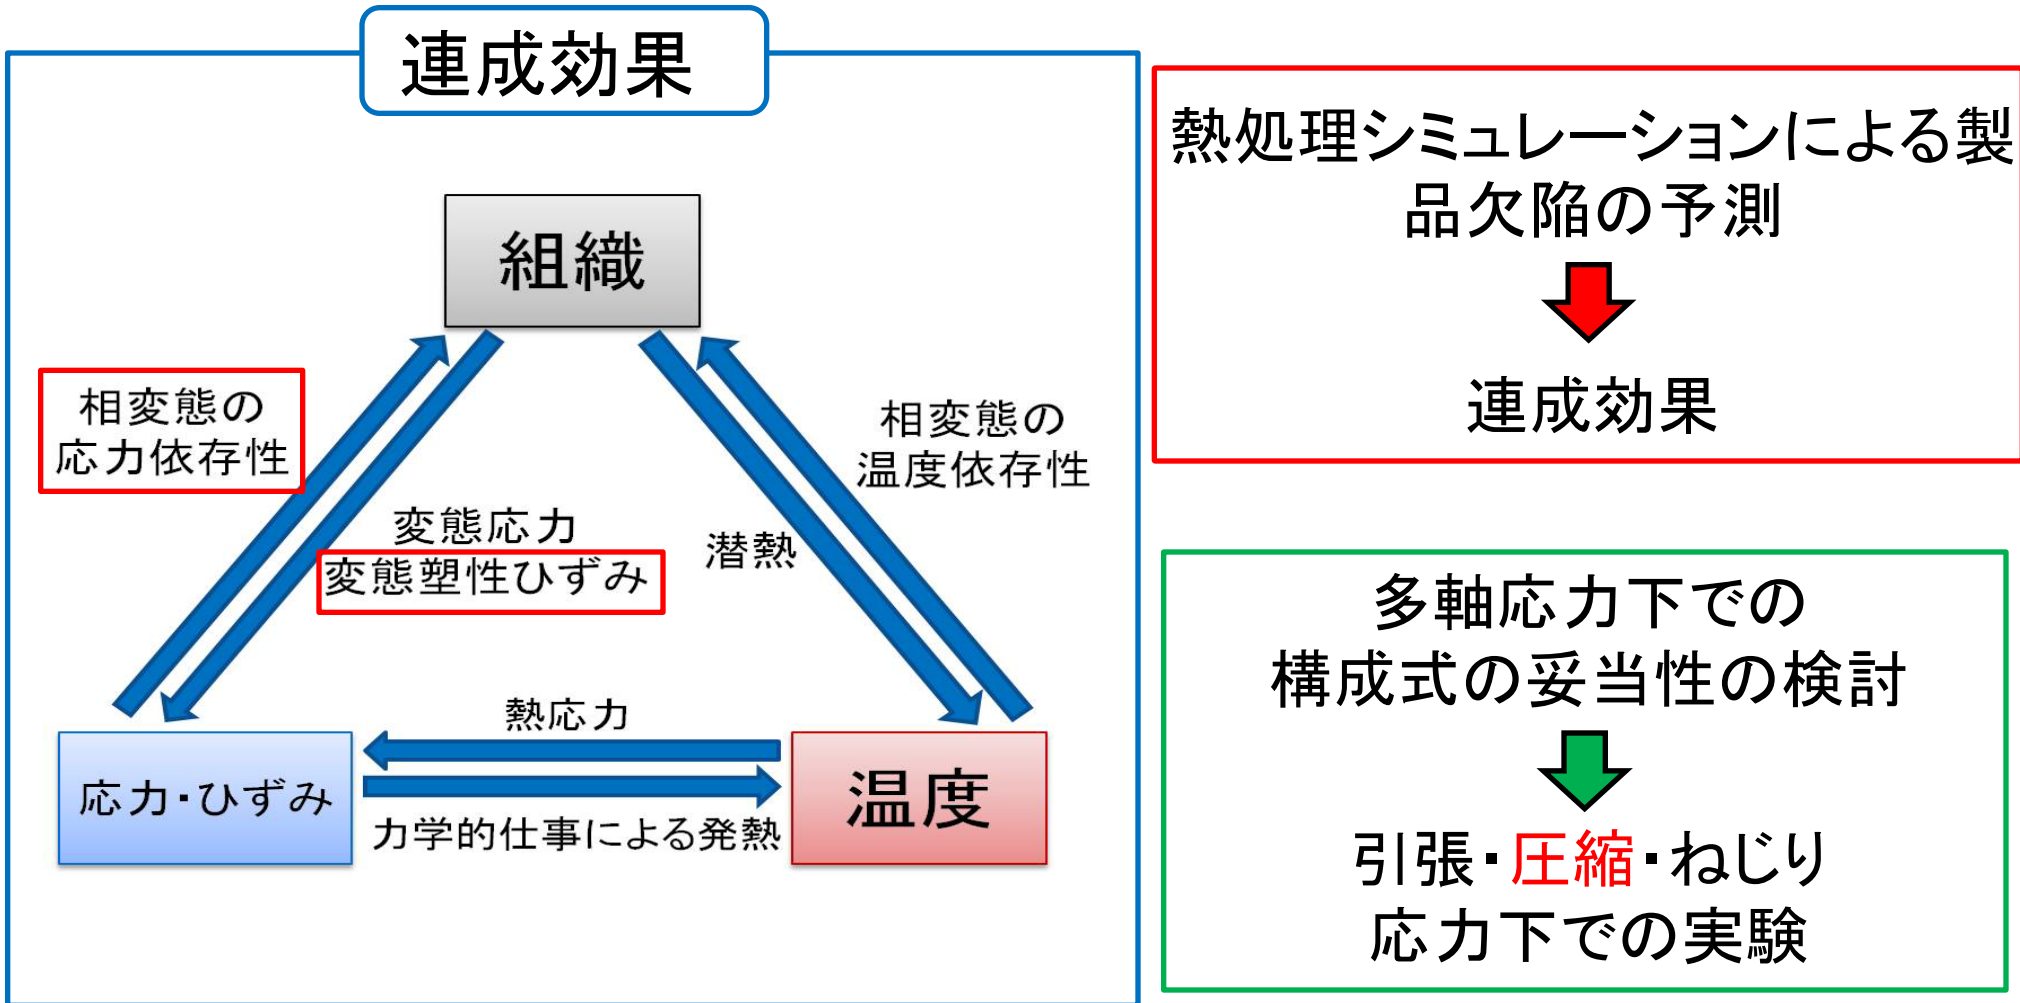 連成効果
組織
相変態の
応力依存性
変態応力
変態塑性ひずみ
潜熱
相変態の
温度依存性
熱応力
応力・ひずみ
温度
力学的仕事による発熱
熱処理シミュレーションによる製
品欠陥の予測
連成効果
多軸応力下での
構成式の妥当性の検討
引張・圧縮・ねじり
応力下での実験